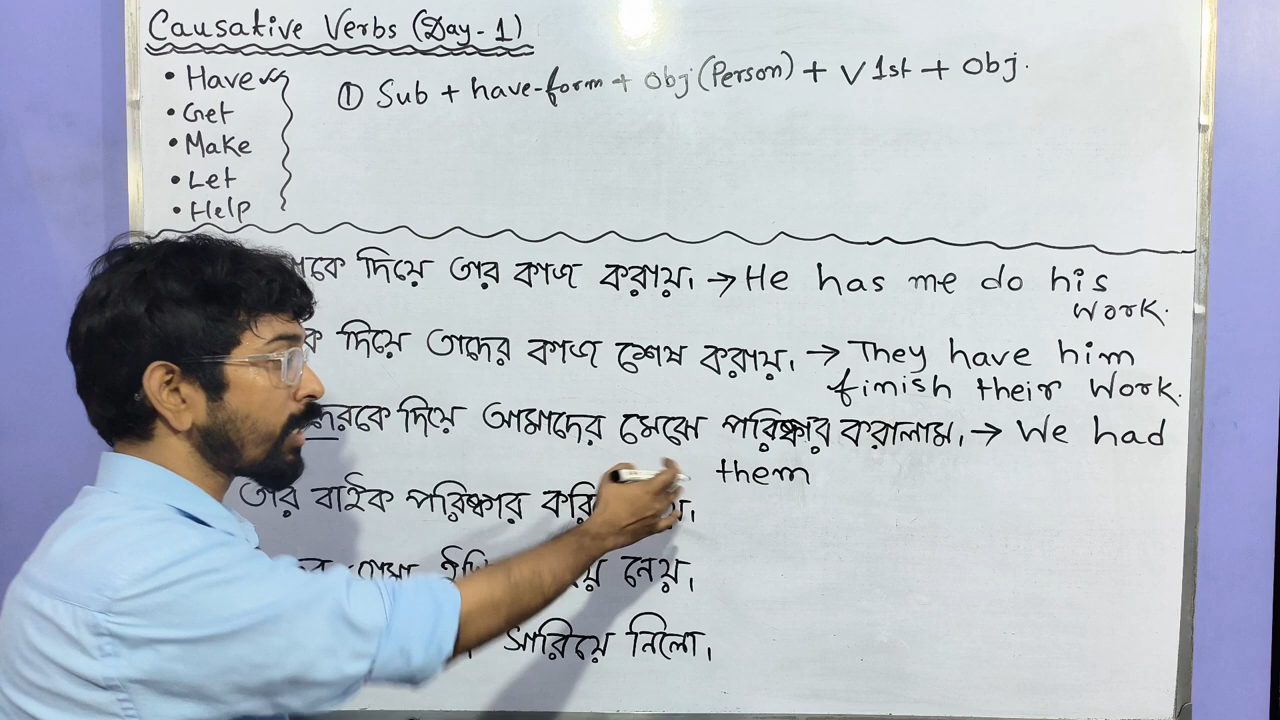 Causative Verbs (Day-1)
• Have
• Get
• Make
• Let
• Help
① Sub + have-form + Obj (Person) + V 1st + Obj.
দিয়ে তার কাজ করায়। → He has me do his
work.
দিয়ে তাদের কাজ শেষ করায়। → They have him
finish their work.
দিয়ে আমাদের মেঝে পরিষ্কার করালাম। → We had
them
তার বাইক পরিষ্কার
নেয়।
সারিয়ে নিলো।